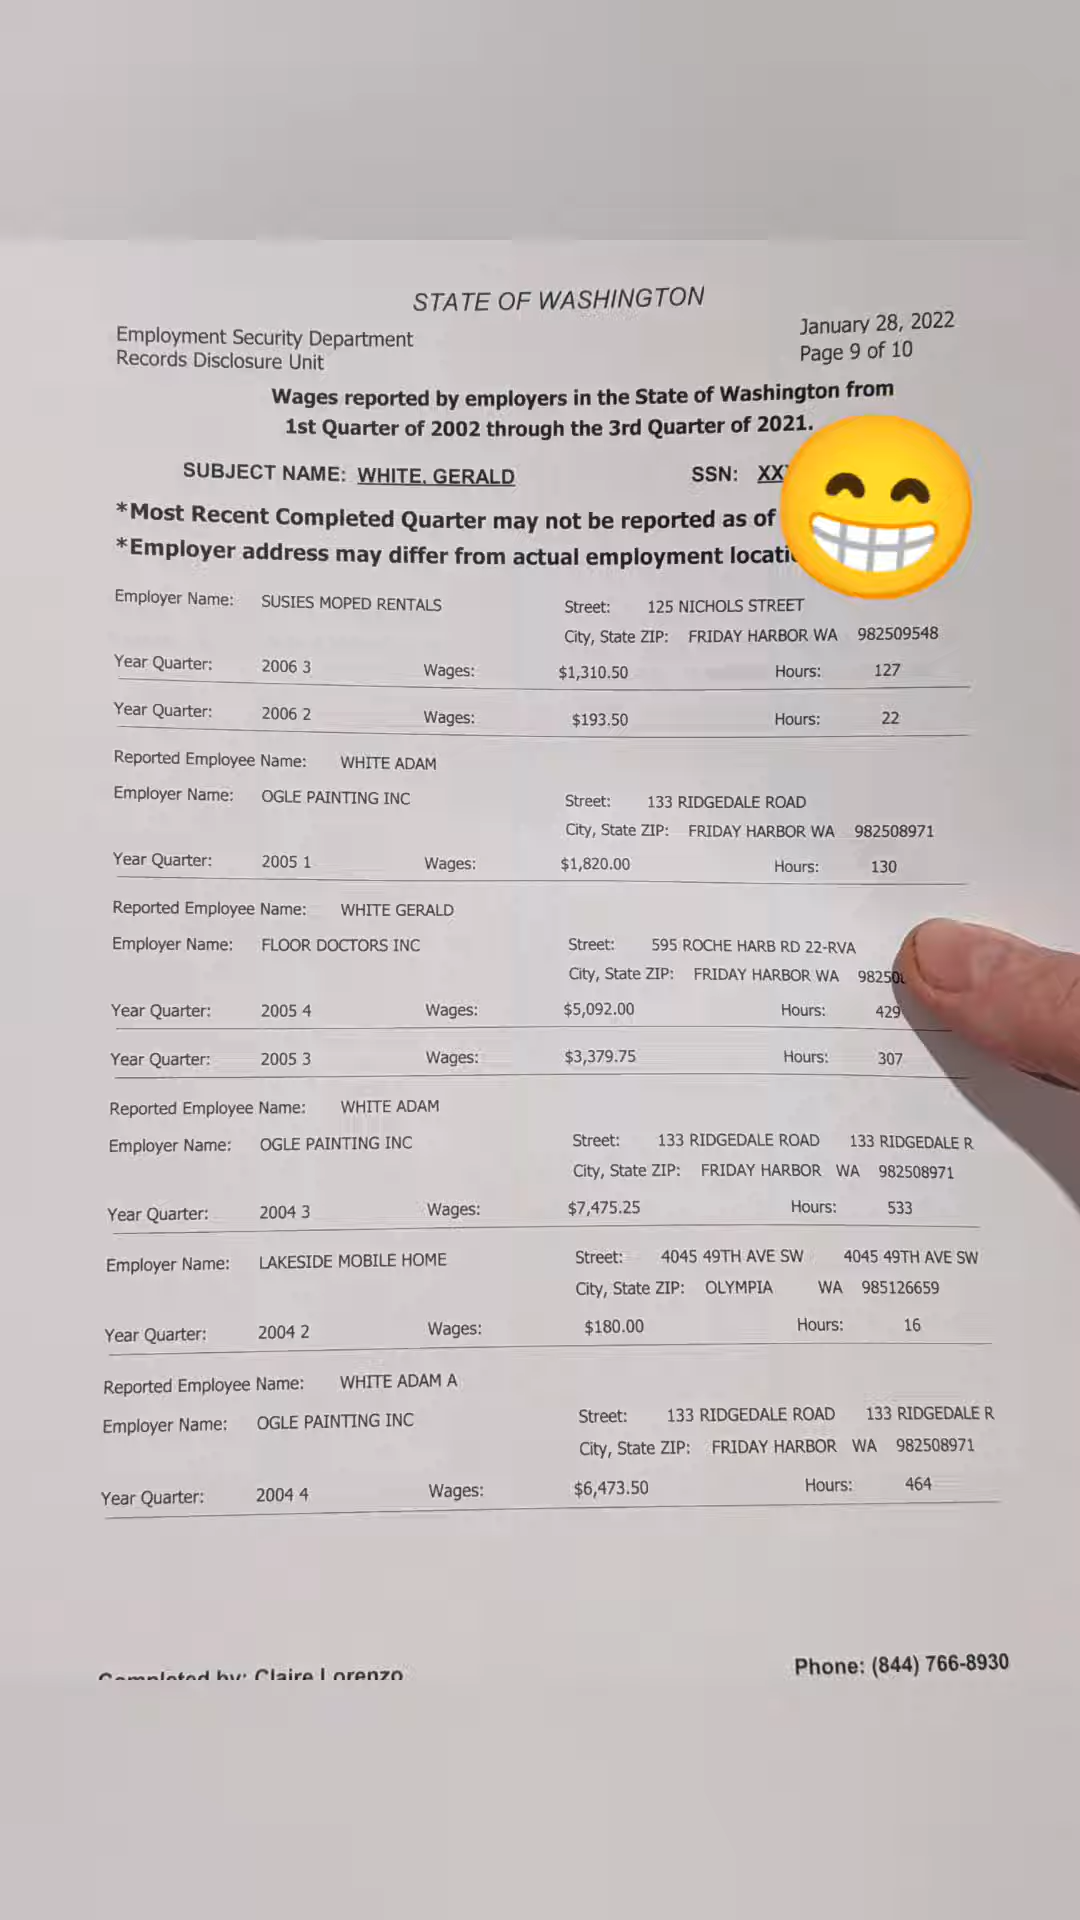 STATE OF WASHINGTON
Employment Security Department
Records Disclosure Unit
January 28, 2022
Page 9 of 10
Wages reported by employers in the State of Washington from
1st Quarter of 2002 through the 3rd Quarter of 2021.
SUBJECT NAME: WHITE, GERALD SSN: XX
*Most Recent Completed Quarter may not be reported as of
*Employer address may differ from actual employment
Employer Name: SUSIES MOPED RENTALS Street: 125 NICHOLS STREET
City, State ZIP: FRIDAY HARBOR WA 982509548
Year Quarter: 2006 3 Wages: $1,310.50 Hours: 127
Year Quarter: 2006 2 Wages: $193.50 Hours: 22
Reported Employee Name: WHITE ADAM
Employer Name: OGLE PAINTING INC Street: 133 RIDGEDALE ROAD
City, State ZIP: FRIDAY HARBOR WA 982508971
Year Quarter: 2005 1 Wages: $1,820.00 Hours: 130
Reported Employee Name: WHITE GERALD
Employer Name: FLOOR DOCTORS INC Street: 595 ROCHE HARB RD 22-RVA
City, State ZIP: FRIDAY HARBOR WA
Year Quarter: 2005 4 Wages: $5,092.00 Hours: 429
Year Quarter: 2005 3 Wages: $3,379.75 Hours: 307
Reported Employee Name: WHITE ADAM
Employer Name: OGLE PAINTING INC Street: 133 RIDGEDALE ROAD 133 RIDGEDALE R
City, State ZIP: FRIDAY HARBOR WA 982508971
Year Quarter: 2004 3 Wages: $7,475.25 Hours: 533
Employer Name: LAKESIDE MOBILE HOME Street: 4045 49TH AVE SW 4045 49TH AVE SW
City, State ZIP: OLYMPIA WA 985126659
Year Quarter: 2004 2 Wages: $180.00 Hours: 16
Reported Employee Name: WHITE ADAM A
Employer Name: OGLE PAINTING INC Street: 133 RIDGEDALE ROAD 133 RIDGEDALE R
City, State ZIP: FRIDAY HARBOR WA 982508971
Year Quarter: 2004 4 Wages: $6,473.50 Hours: 464
Completed by: Claire Lorenzo Phone: (844) 766-8930